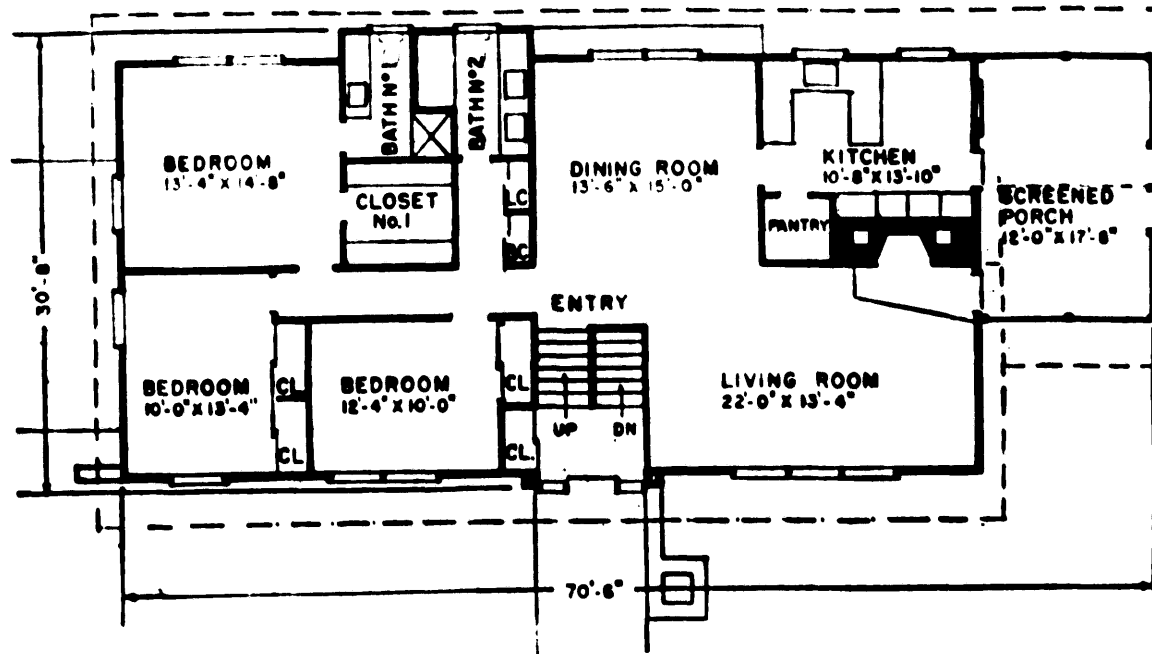 BATH Nº 1
BATH Nº 2
BEDROOM
13'-4" X 14'-8"
CLOSET
No. 1
LC
DINING ROOM
13'-6" X 15'-0"
KITCHEN
10'-8" X 13'-10"
PANTRY
SCREENED
PORCH
12'-0" X 17'-8"
30'-8"
ENTRY
BEDROOM
10'-0" X 13'-4"
CL
CL
BEDROOM
12'-4" X 10'-0"
CL
CL.
UP
DN
LIVING ROOM
22'-0" X 13'-4"
70'-6"